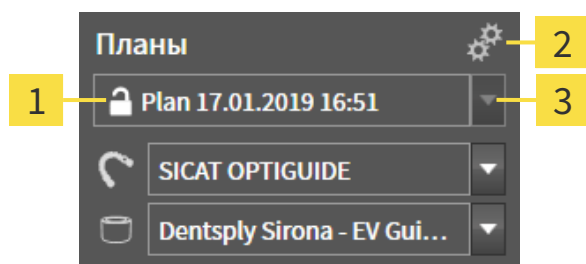 Планы
2
1
Plan 17.01.2019 16:51
3
SICAT OPTIGUIDE
Dentsply Sirona - EV Gui...